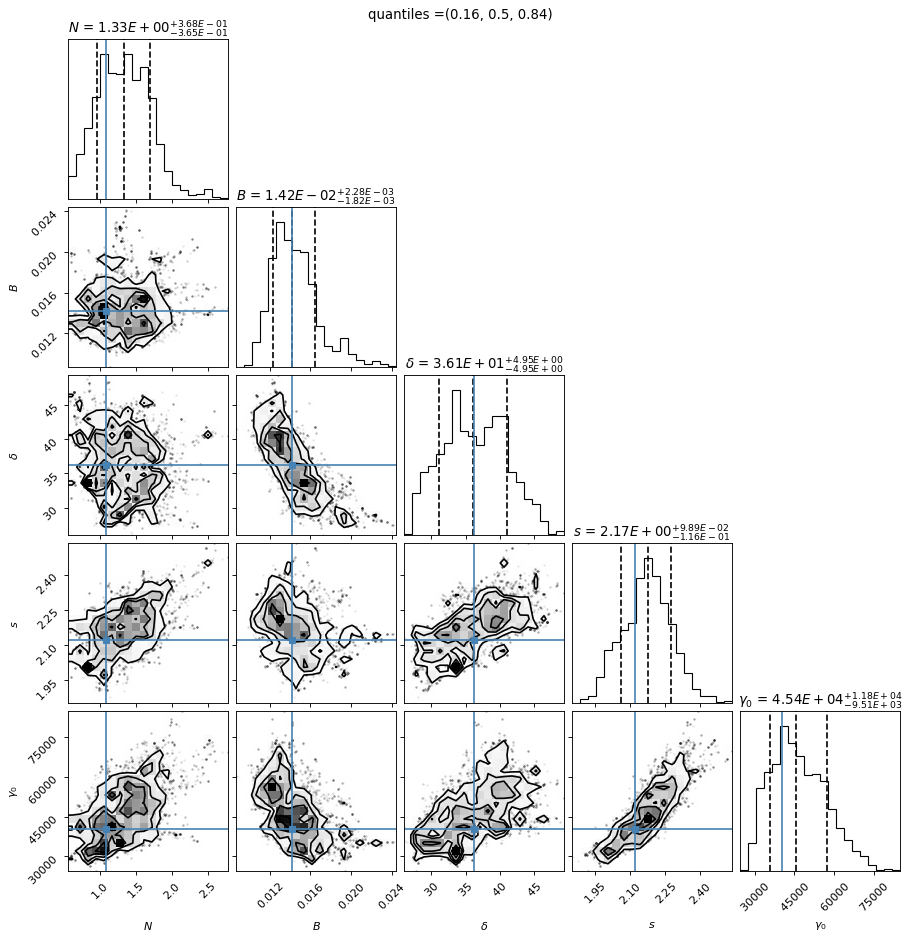 quantiles =(0.16, 0.5, 0.84)
N = 1.33E + 00 +3.68E − 01 −3.65E − 01
B = 1.42E − 02 +2.28E − 03 −1.82E − 03
0.024
0.020
0.016
0.012
B
δ = 3.61E + 01 +4.95E + 00 −4.95E + 00
45
40
35
30
δ
s = 2.17E + 00 +9.89E − 02 −1.16E − 01
2.40
2.25
2.10
1.95
s
γ₀ = 4.54E + 04 +1.18E + 04 −9.51E + 03
75000
60000
45000
30000
γ₀
1.0 1.5 2.0 2.5 0.012 0.016 0.020 0.024 30 35 40 45 1.95 2.10 2.25 2.40 30000 45000 60000 75000
N B δ s γ₀